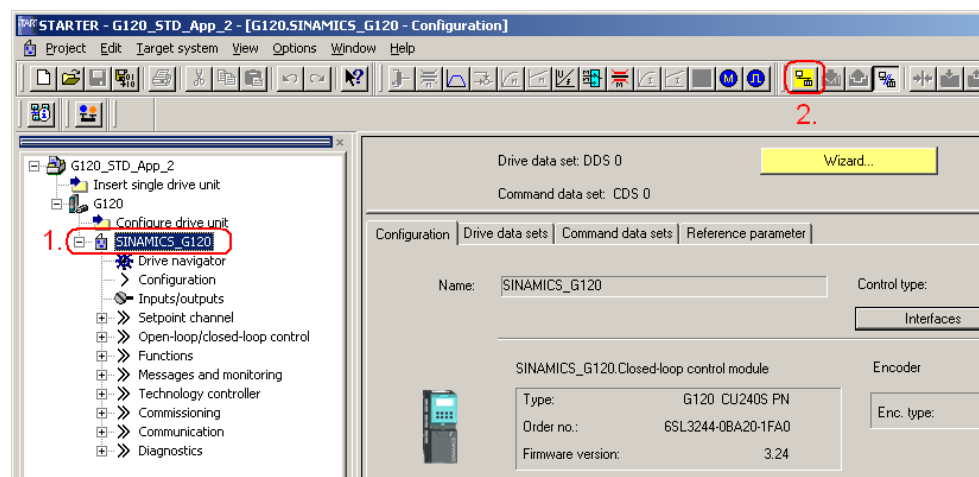 STARTER - G120_STD_App_2 - [G120.SINAMICS_G120 - Configuration]
Project Edit Target system View Options Window Help
2.
G120_STD_App_2
Insert single drive unit
G120
Configure drive unit
1. SINAMICS_G120
Drive navigator
Configuration
Inputs/outputs
Setpoint channel
Open-loop/closed-loop control
Functions
Messages and monitoring
Technology controller
Commissioning
Communication
Diagnostics
Drive data set: DDS 0
Wizard...
Command data set: CDS 0
Configuration Drive data sets Command data sets Reference parameter
Name: SINAMICS_G120 Control type:
Interfaces
SINAMICS_G120.Closed-loop control module Encoder
Type: G120 CU240S PN
Enc. type:
Order no.: 6SL3244-0BA20-1FA0
Firmware version: 3.24